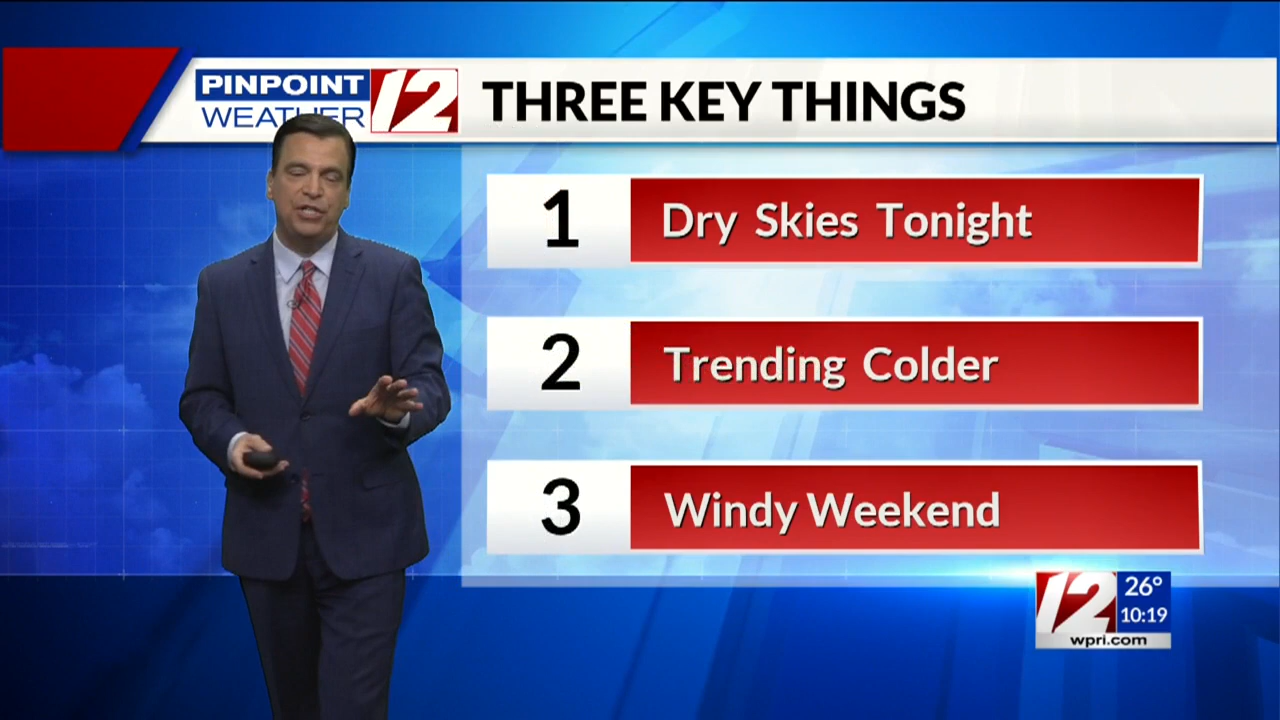 PINPOINT
WEATHER
12
THREE KEY THINGS
1
Dry Skies Tonight
2
Trending Colder
3
Windy Weekend
12
26°
10:19
wpri.com